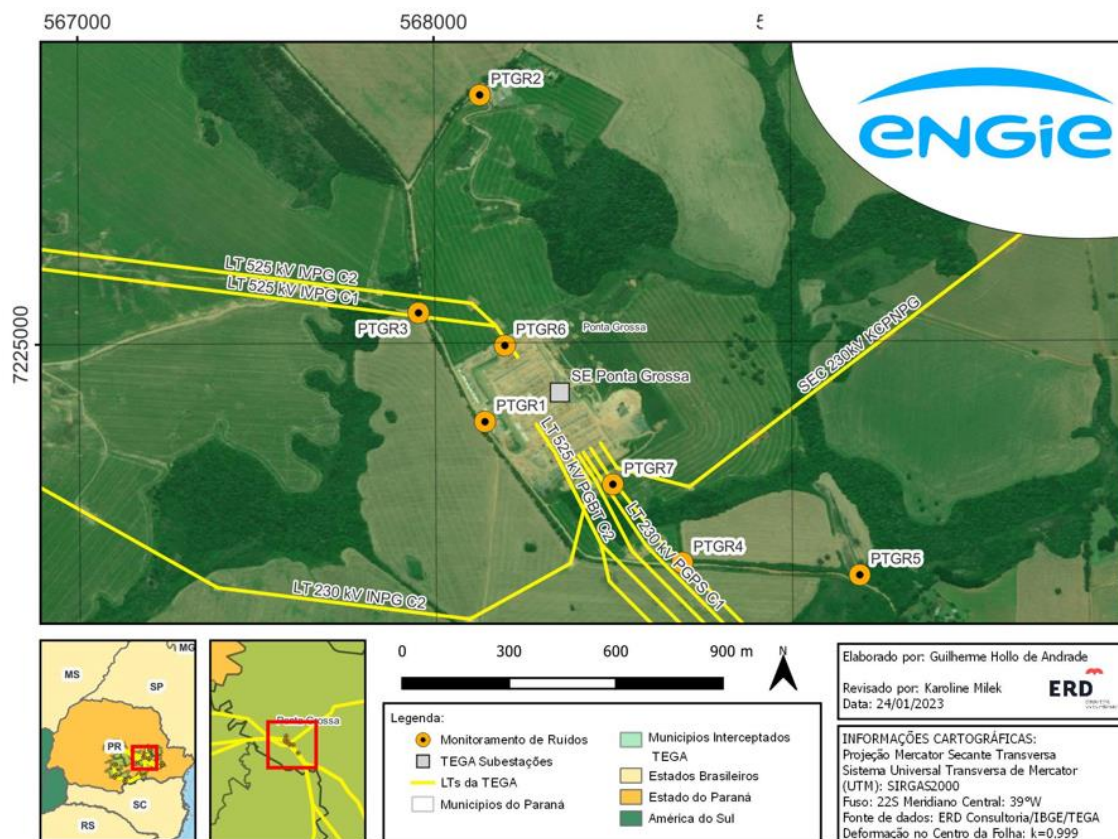 567000
568000
PTGR2
ENGIE
LT 525 kV IVPG C2
LT 525 kV IVPG C1
PTGR3
PTGR6
Ponta Grossa
7225000
SE Ponta Grossa
SEC 230kV KCPNPG
PTGR1
LT 525 kV PGBT C2
PTGR7
LT 230 kV PGPS C1
PTGR4
PTGR5
LT 230 kV INPG C2
MG
MS
SP
PR
SC
RS
Ponta Grossa
0 300 600 900 m
N
Legenda:
Monitoramento de Ruídos
TEGA Subestações
LTs da TEGA
Municípios do Paraná
Municípios Interceptados
TEGA
Estados Brasileiros
Estado do Paraná
América do Sul
Elaborado por: Guilherme Hollo de Andrade
Revisado por: Karoline Milek
Data: 24/01/2023
ERD
INFORMAÇÕES CARTOGRÁFICAS:
Projeção Mercator Secante Transversa
Sistema Universal Transversa de Mercator
(UTM): SIRGAS2000
Fuso: 22S Meridiano Central: 39°W
Fonte de dados: ERD Consultoria/IBGE/TEGA
Deformação no Centro da Folha: k=0,999